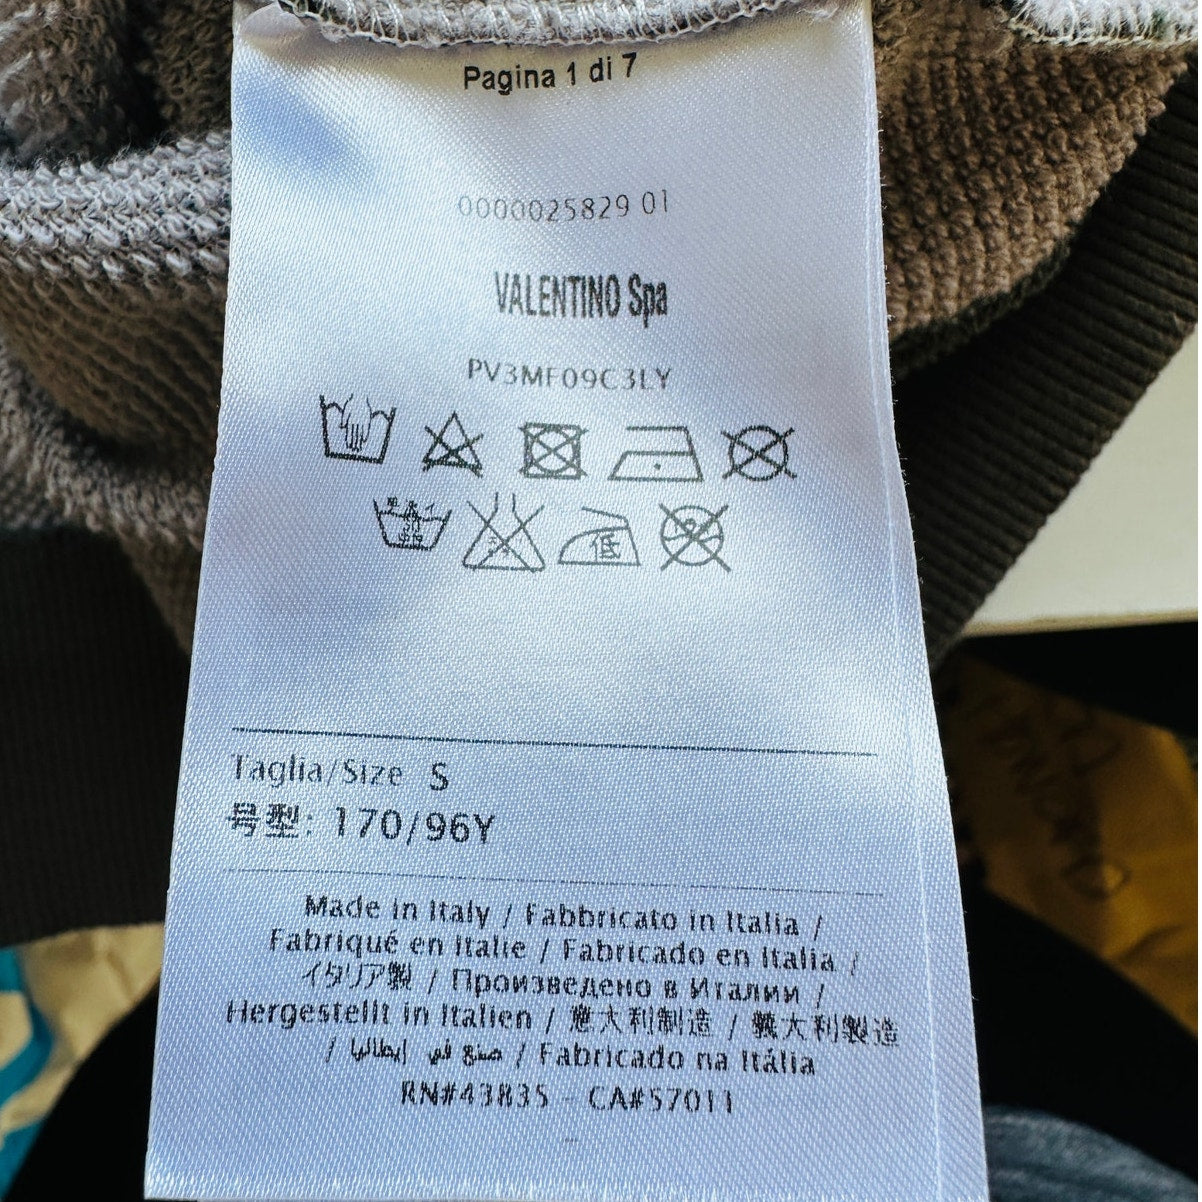 Pagina 1 di 7
0000025829 01
VALENTINO Spa
PV3MF09C3LY
低
Taglia/Size S
号型: 170/96Y
Made in Italy / Fabbricato in Italia /
Fabriqué en Italie / Fabricado en Italia /
イタリア製 / Произведено в Италии /
Hergestellt in Italien / 意大利制造 / 義大利製造
/ صنع في إيطاليا / Fabricado na Itália
RN#43835 - CA#57011